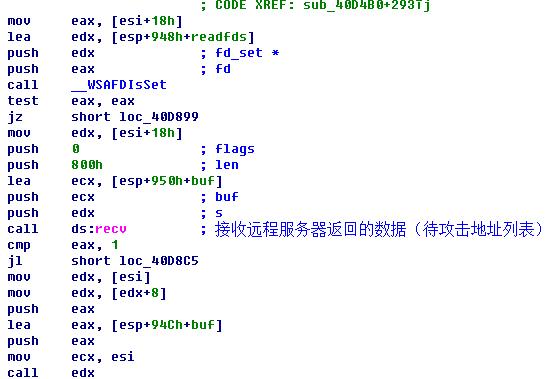 ; CODE XREF: sub_40D4B0+293↑j
mov eax, [esi+18h]
lea edx, [esp+948h+readfds]
push edx ; fd_set *
push eax ; fd
call __WSAFDIsSet
test eax, eax
jz short loc_40D899
mov edx, [esi+18h]
push 0 ; flags
push 800h ; len
lea ecx, [esp+950h+buf]
push ecx ; buf
push edx ; s
call ds:recv ; 接收远程服务器返回的数据（待攻击地址列表）
cmp eax, 1
jl short loc_40D8C5
mov edx, [esi]
mov edx, [edx+8]
push eax
lea eax, [esp+94Ch+buf]
push eax
mov ecx, esi
call edx